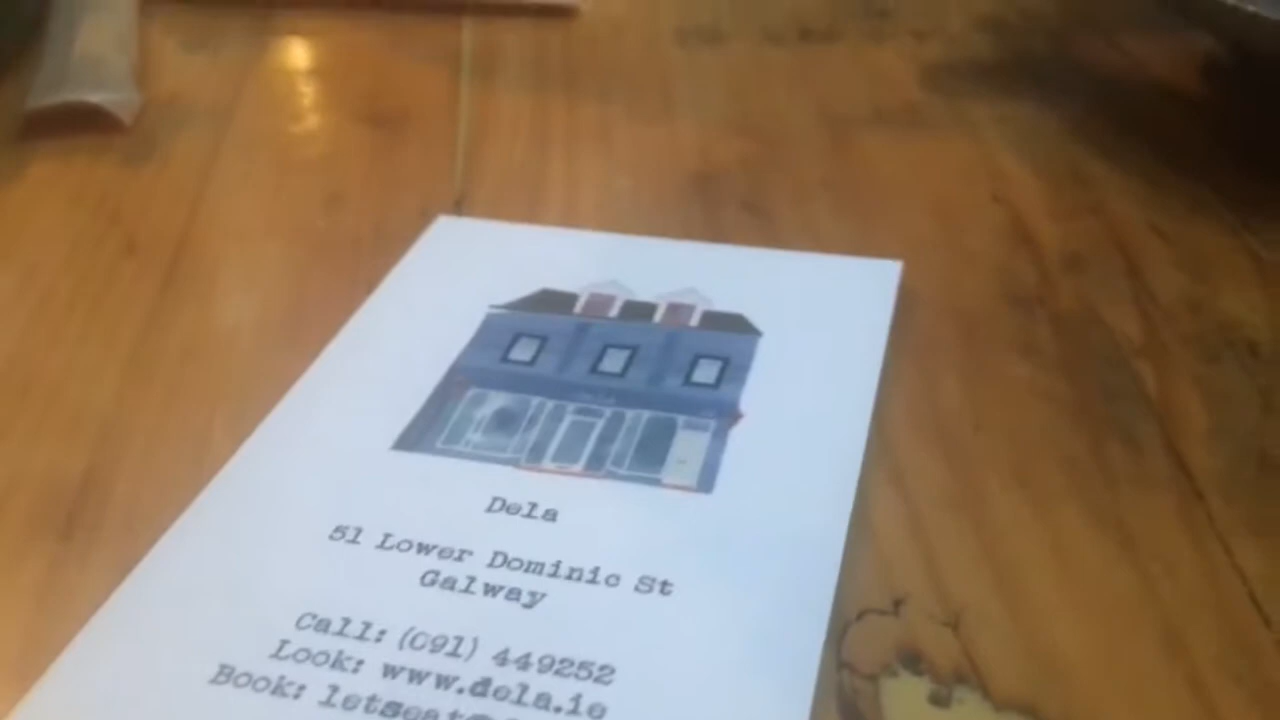 Dela
51 Lower Dominic St
Galway
Call: (091) 449252
Look: www.dela.ie
Book: